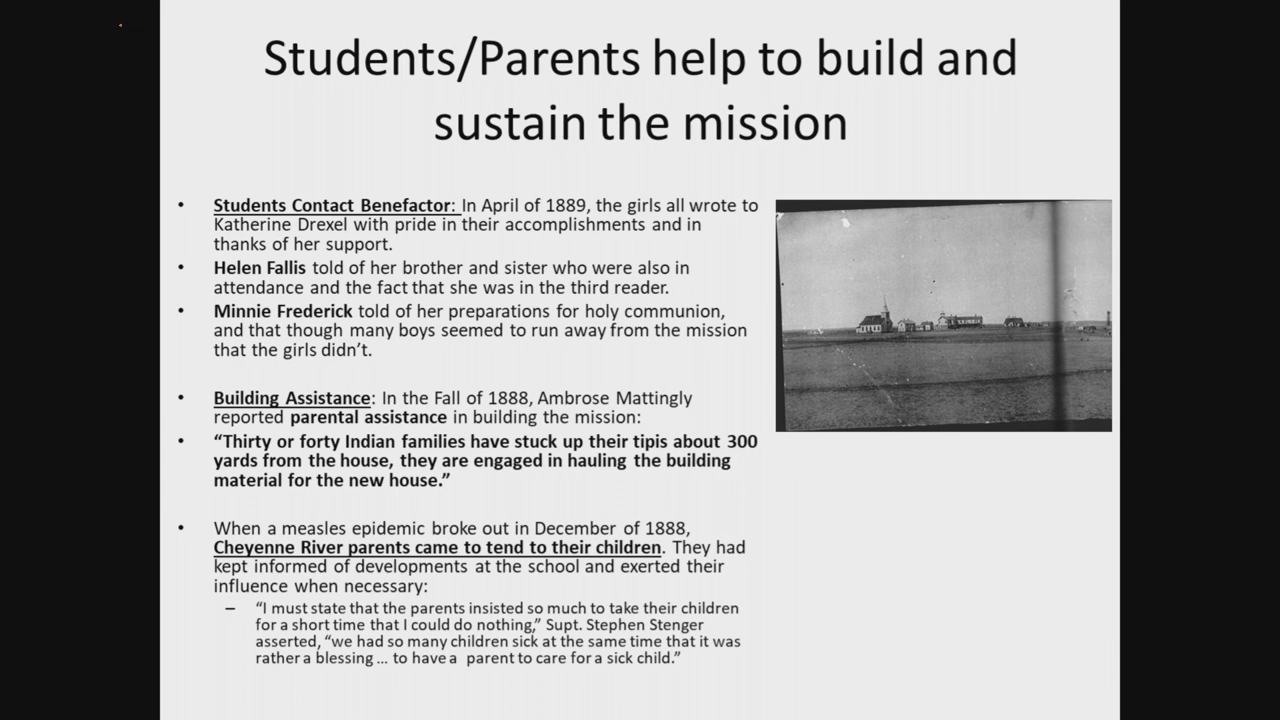 Students/Parents help to build and
sustain the mission
• Students Contact Benefactor: In April of 1889, the girls all wrote to
Katherine Drexel with pride in their accomplishments and in
thanks of her support.
• Helen Fallis told of her brother and sister who were also in
attendance and the fact that she was in the third reader.
• Minnie Frederick told of her preparations for holy communion,
and that though many boys seemed to run away from the mission
that the girls didn’t.
• Building Assistance: In the Fall of 1888, Ambrose Mattingly
reported parental assistance in building the mission:
• “Thirty or forty Indian families have stuck up their tipis about 300
yards from the house, they are engaged in hauling the building
material for the new house.”
• When a measles epidemic broke out in December of 1888,
Cheyenne River parents came to tend to their children. They had
kept informed of developments at the school and exerted their
influence when necessary:
– “I must state that the parents insisted so much to take their children
for a short time that I could do nothing,” Supt. Stephen Stenger
asserted, “we had so many children sick at the same time that it was
rather a blessing … to have a parent to care for a sick child.”